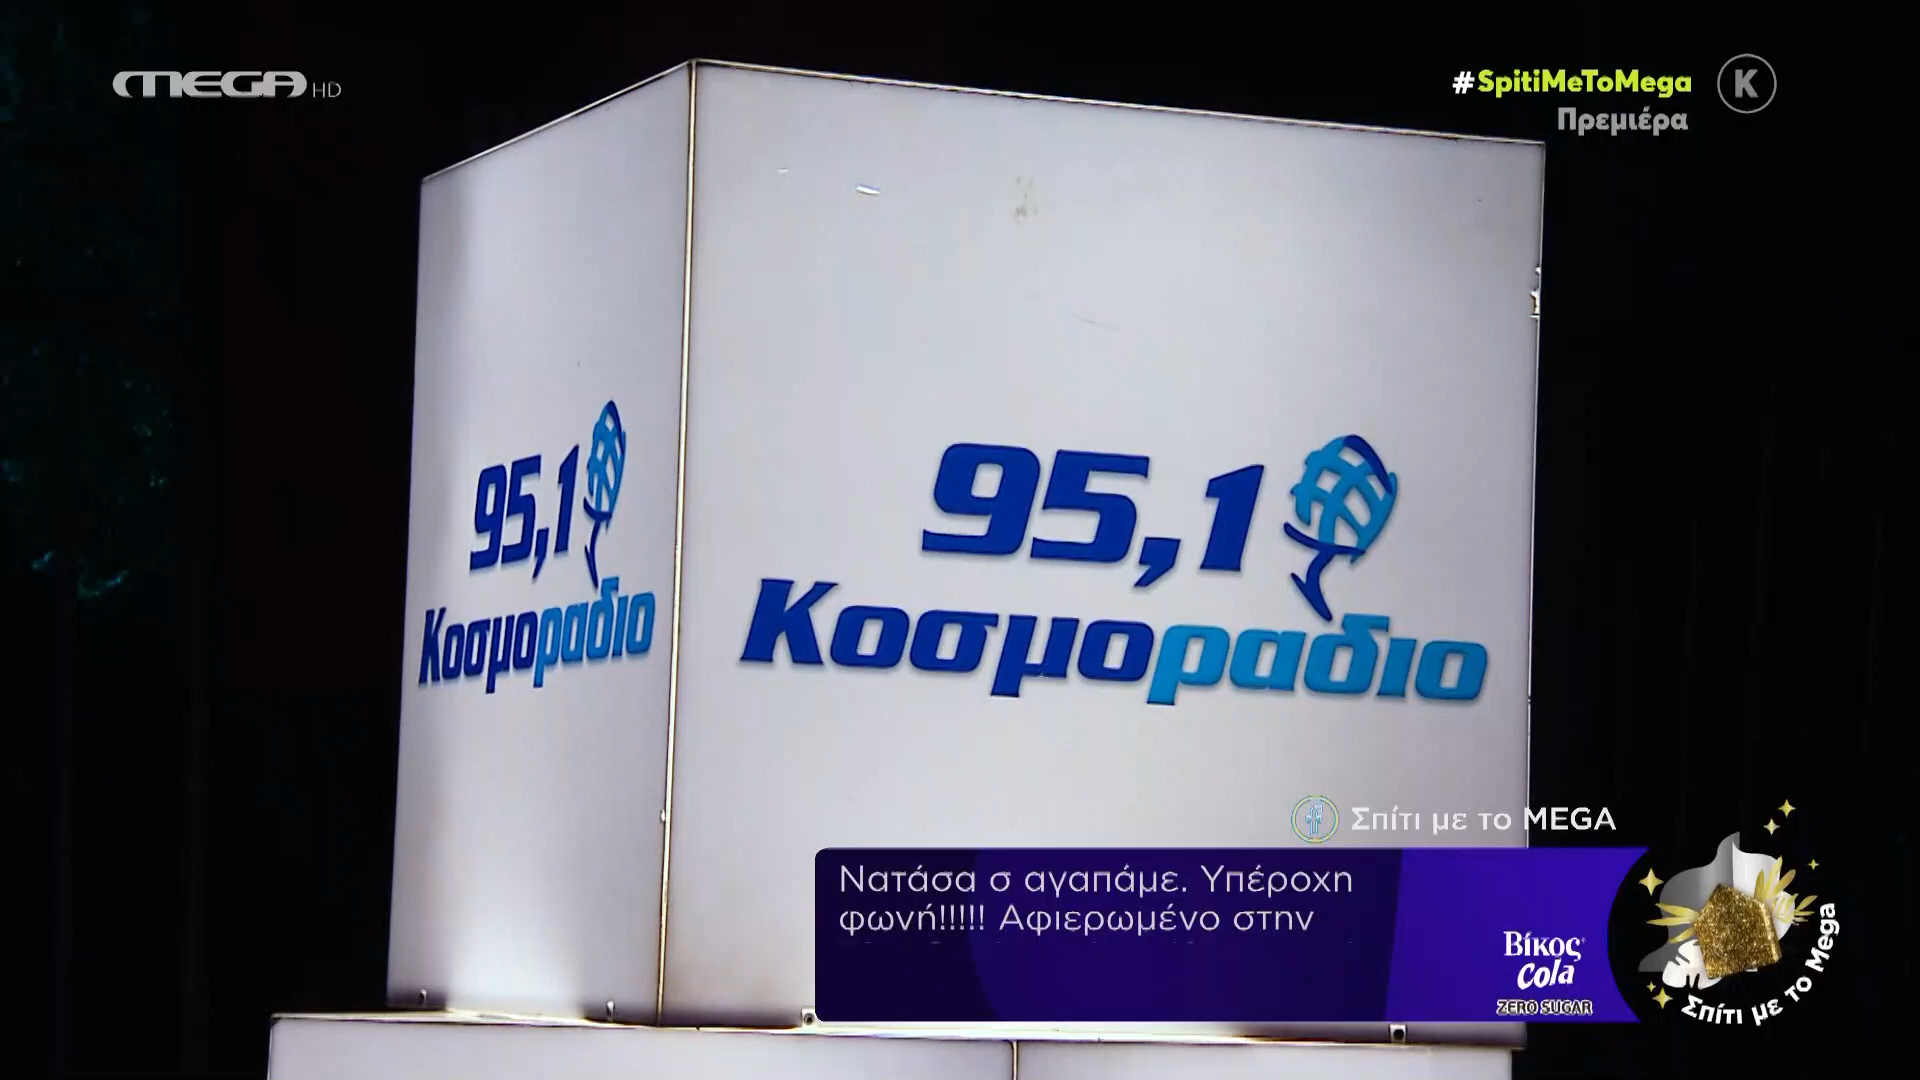 MEGA HD
#SpitiMeToMega K
Πρεμιέρα
95,1
Κοσμοραδιο
95,1
Κοσμοραδιο
Σπίτι με το MEGA
Νατάσα σ αγαπάμε. Υπέροχη
φωνή!!!!! Αφιερωμένο στην
Βίκος
Cola
ZERO SUGAR
Σπίτι με το Mega